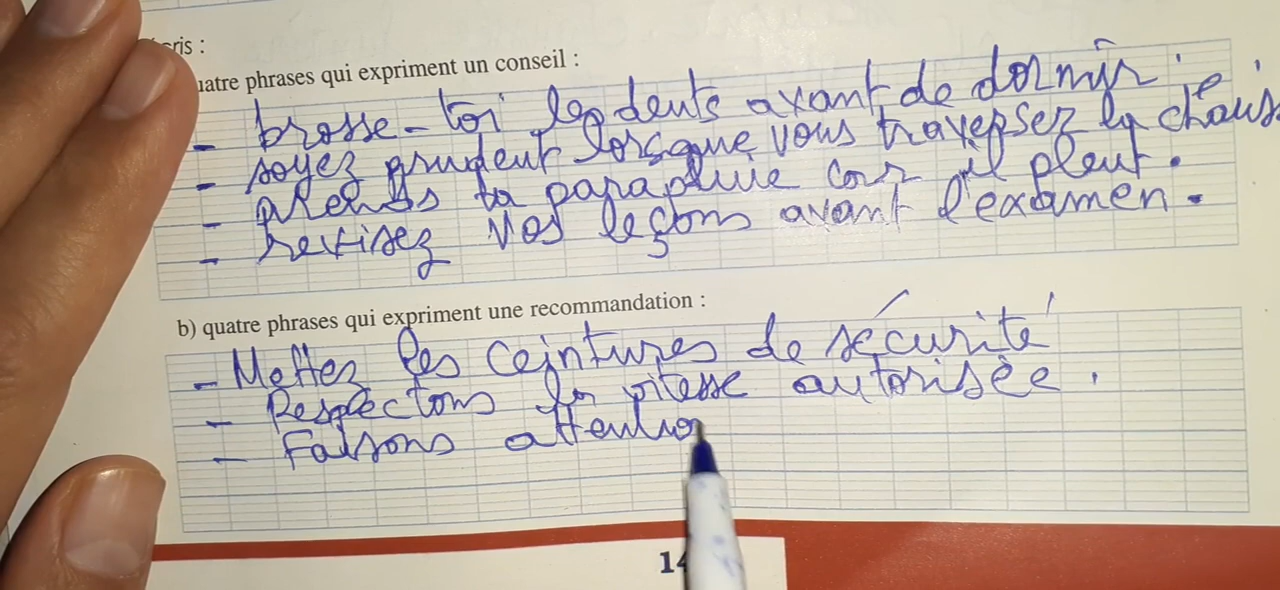 ris :
uatre phrases qui expriment un conseil :
- brosse-toi les dents avant de dormir.
- soyez prudent lorsque vous traversez la chaus
- prends ta parapluie car il pleut.
- revisez vos leçons avant l'examen.
b) quatre phrases qui expriment une recommandation :
- Mettez les ceintures de sécurité
- Respectons la vitesse autorisée.
- Faisons attention
14